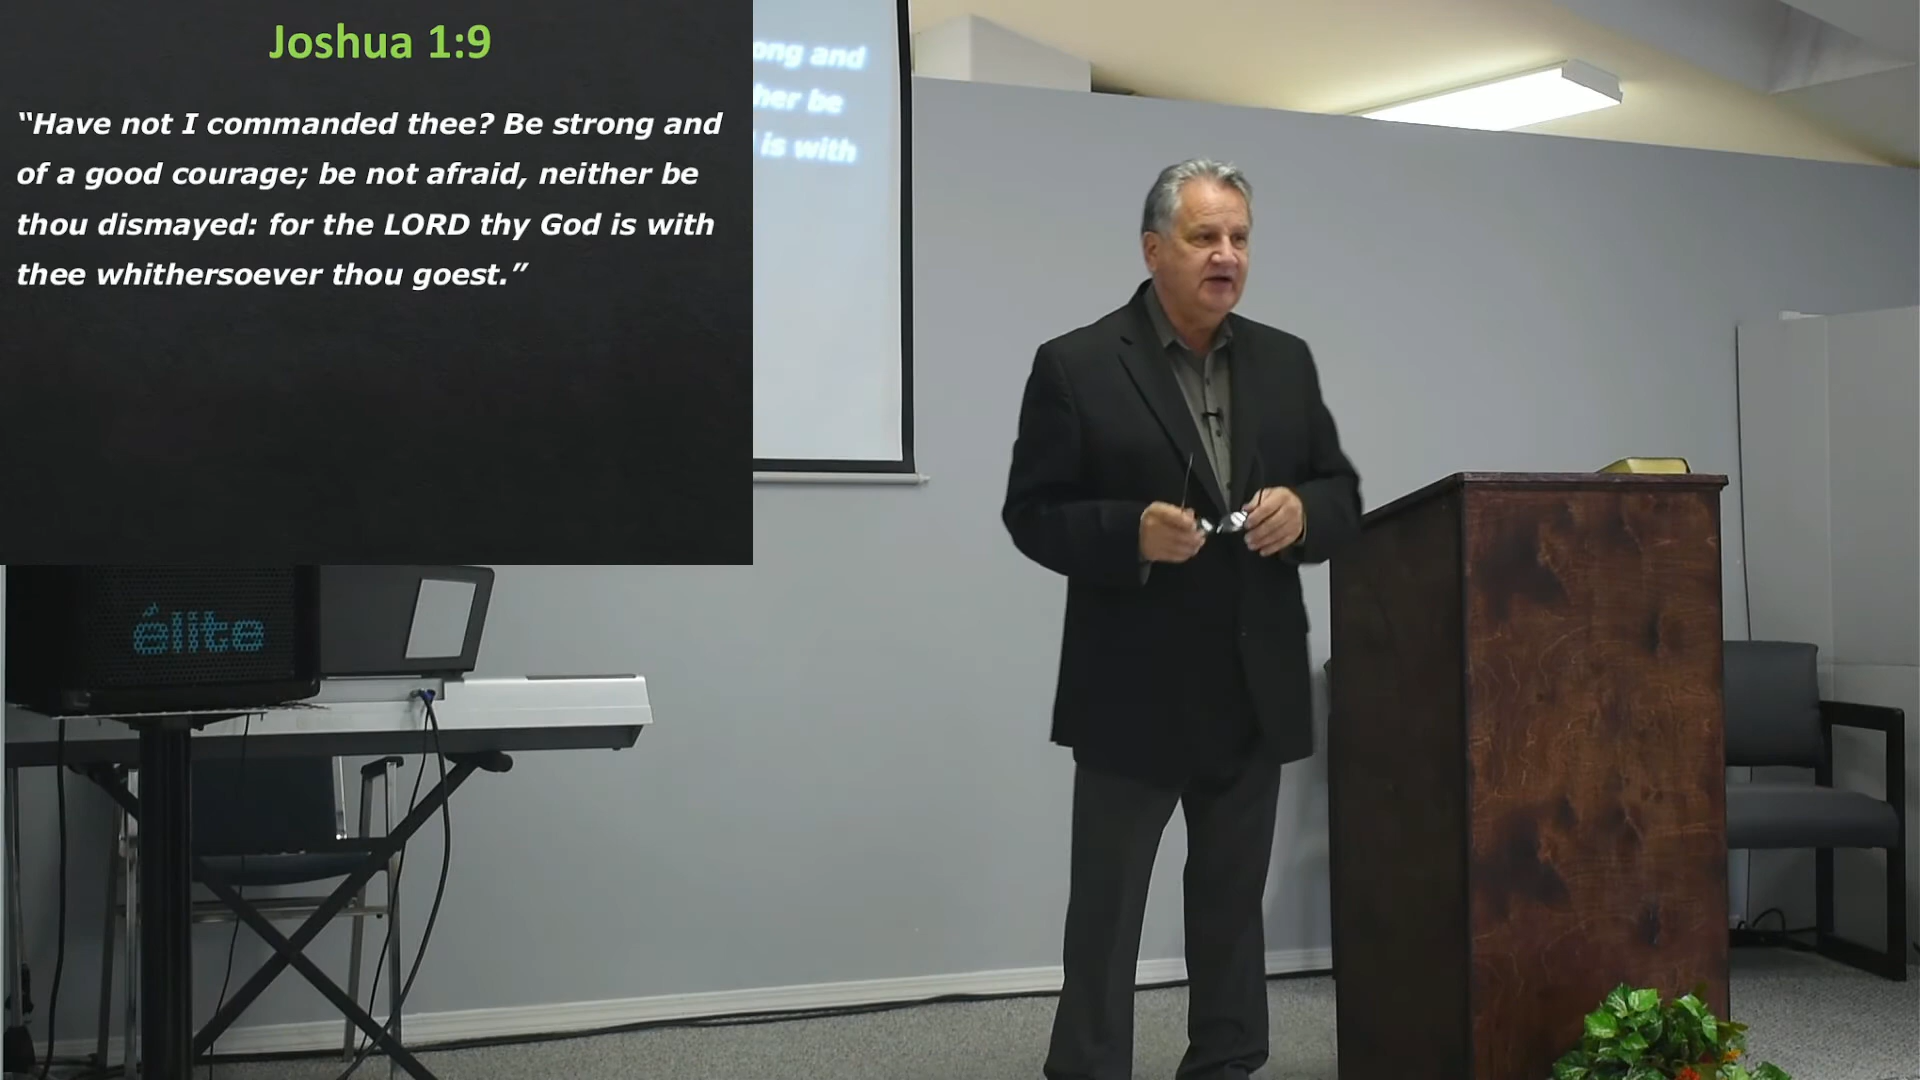 Joshua 1:9
“Have not I commanded thee? Be strong and
of a good courage; be not afraid, neither be
thou dismayed: for the LORD thy God is with
thee whithersoever thou goest.”
ong and
her be
is with
élite